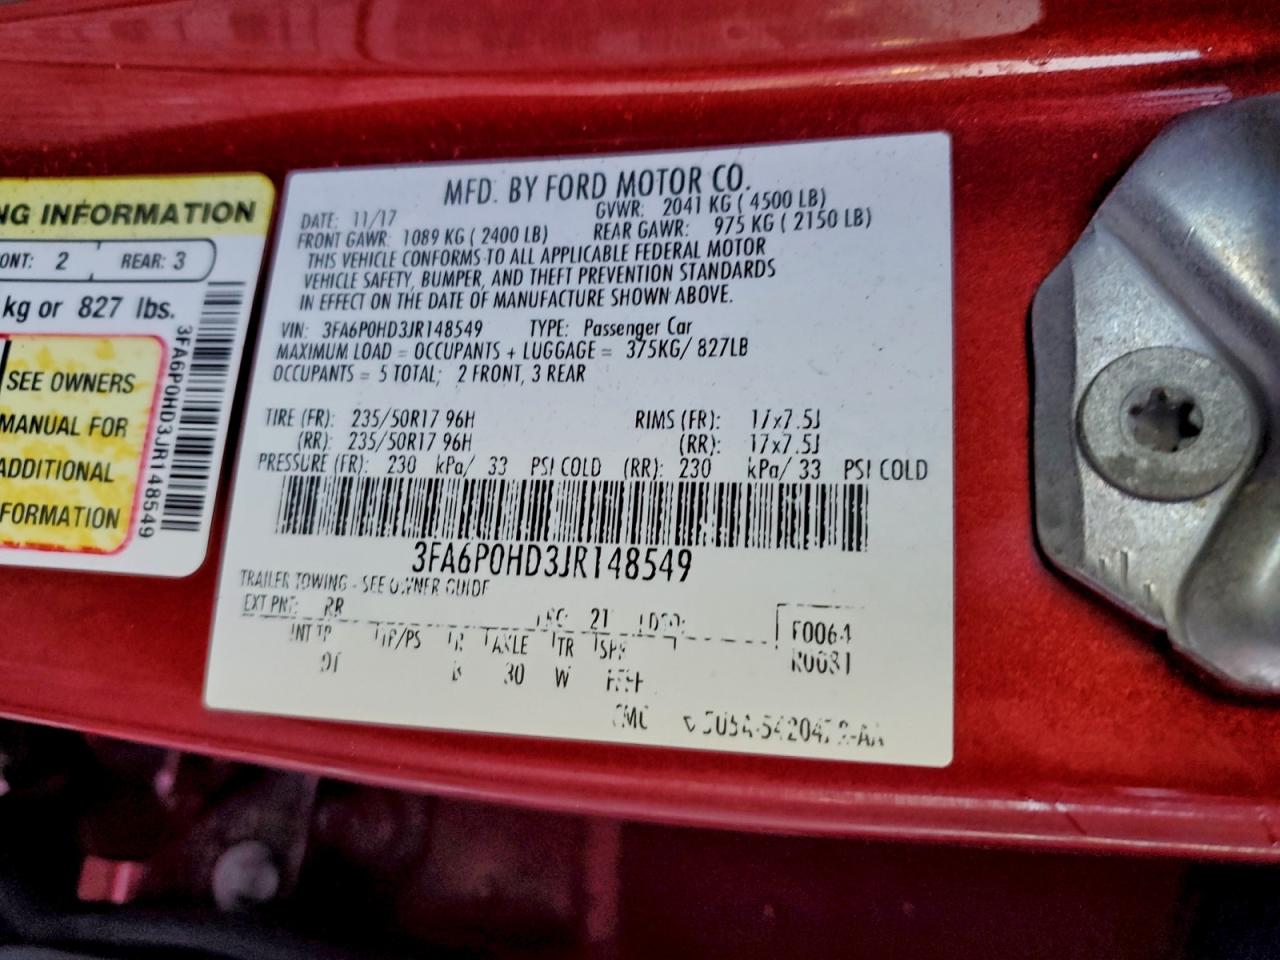 NG INFORMATION
ONT: 2 REAR: 3
kg or 827 lbs.
SEE OWNERS
MANUAL FOR
ADDITIONAL
FORMATION
3FA6P0HD3JR148549
MFD. BY FORD MOTOR CO.
DATE: 11/17 GVWR: 2041 KG ( 4500 LB)
FRONT GAWR: 1089 KG ( 2400 LB) REAR GAWR: 975 KG ( 2150 LB)
THIS VEHICLE CONFORMS TO ALL APPLICABLE FEDERAL MOTOR
VEHICLE SAFETY, BUMPER, AND THEFT PREVENTION STANDARDS
IN EFFECT ON THE DATE OF MANUFACTURE SHOWN ABOVE.
VIN: 3FA6P0HD3JR148549 TYPE: Passenger Car
MAXIMUM LOAD = OCCUPANTS + LUGGAGE = 375KG/ 827LB
OCCUPANTS = 5 TOTAL; 2 FRONT, 3 REAR
TIRE (FR): 235/50R17 96H RIMS (FR): 17x7.5J
(RR): 235/50R17 96H (RR): 17x7.5J
PRESSURE (FR): 230 kPa/ 33 PSI COLD (RR): 230 kPa/ 33 PSI COLD
3FA6P0HD3JR148549
TRAILER TOWING - SEE OWNER GUIDE
EXT PNT: RR 21 F0064
INT TR TP/PS R AXLE TR SPR
30 W